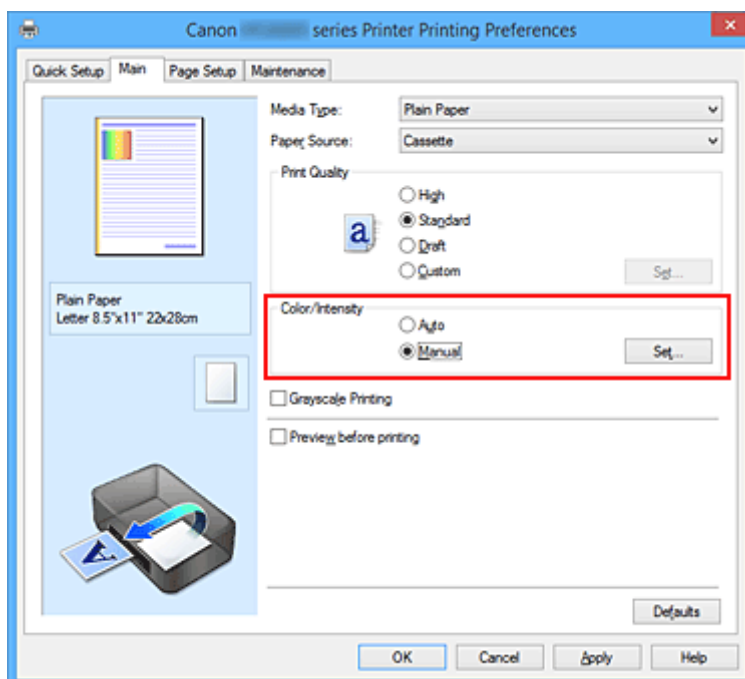 Canon series Printer Printing Preferences
Quick Setup Main Page Setup Maintenance
Media Type: Plain Paper
Paper Source: Cassette
Print Quality
High
a Standard
Draft
Custom Set...
Plain Paper
Letter 8.5"x11" 22x28cm
Color/Intensity
Auto
Manual Set...
Grayscale Printing
Preview before printing
A
Defaults
OK Cancel Apply Help